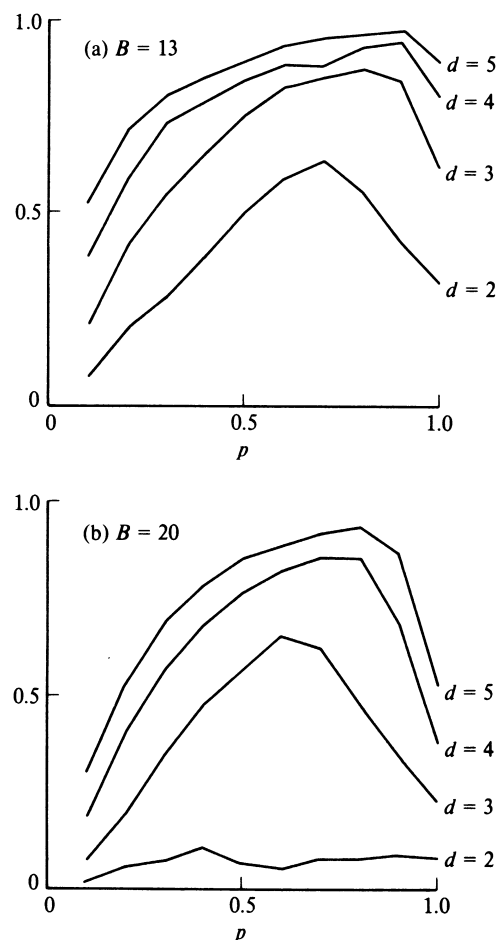 1.0
(a) B = 13
d = 5
d = 4
d = 3
0.5
d = 2
0
0
0.5
1.0
p
1.0
(b) B = 20
0.5
d = 5
d = 4
d = 3
d = 2
0
0
0.5
1.0
p